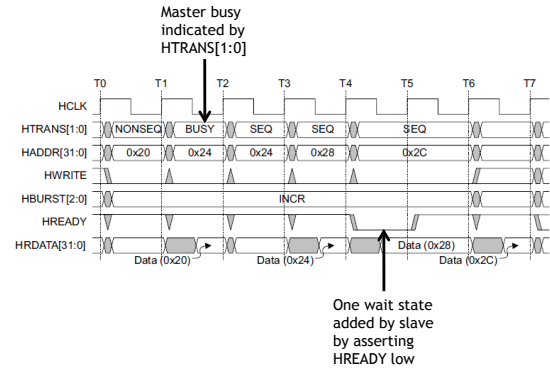 Master busy
indicated by
HTRANS[1:0]
T0 T1 T2 T3 T4 T5 T6 T7
HCLK
HTRANS[1:0] NONSEQ BUSY SEQ SEQ SEQ
HADDR[31:0] 0x20 0x24 0x24 0x28 0x2C
HWRITE
HBURST[2:0] INCR
HREADY
HRDATA[31:0] Data (0x28)
Data (0x20) Data (0x24) Data (0x2C)
One wait state
added by slave
by asserting
HREADY low